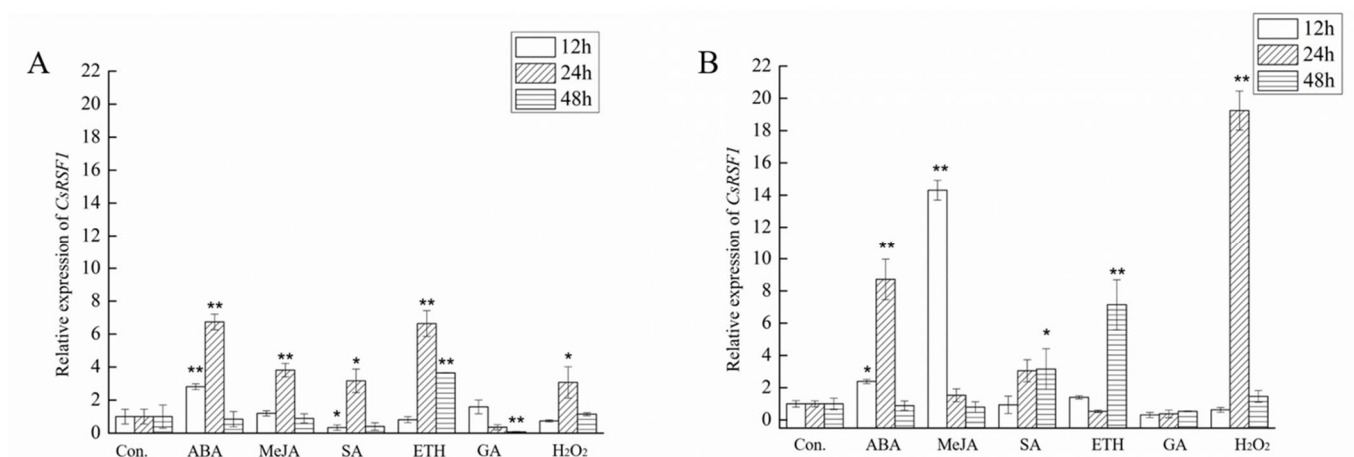 A
12h
24h
48h
Relative expression of CsRSF1
22
20
18
16
14
12
10
8
6
4
2
0
** ** ** * * ** ** ** *
Con. ABA MeJA SA ETH GA H2O2
B
12h
24h
48h
Relative expression of CsRSF1
22
20
18
16
14
12
10
8
6
4
2
0
* ** ** * ** **
Con. ABA MeJA SA ETH GA H2O2